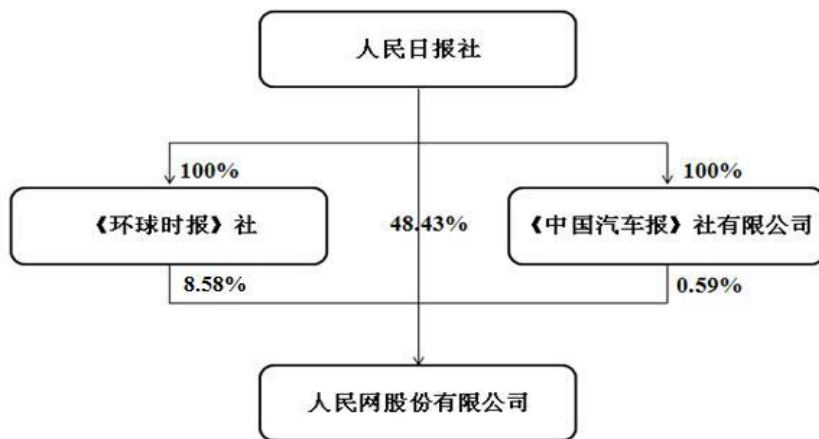 人民日报社
100%
100%
《环球时报》社
48.43%
《中国汽车报》社有限公司
8.58%
0.59%
人民网股份有限公司